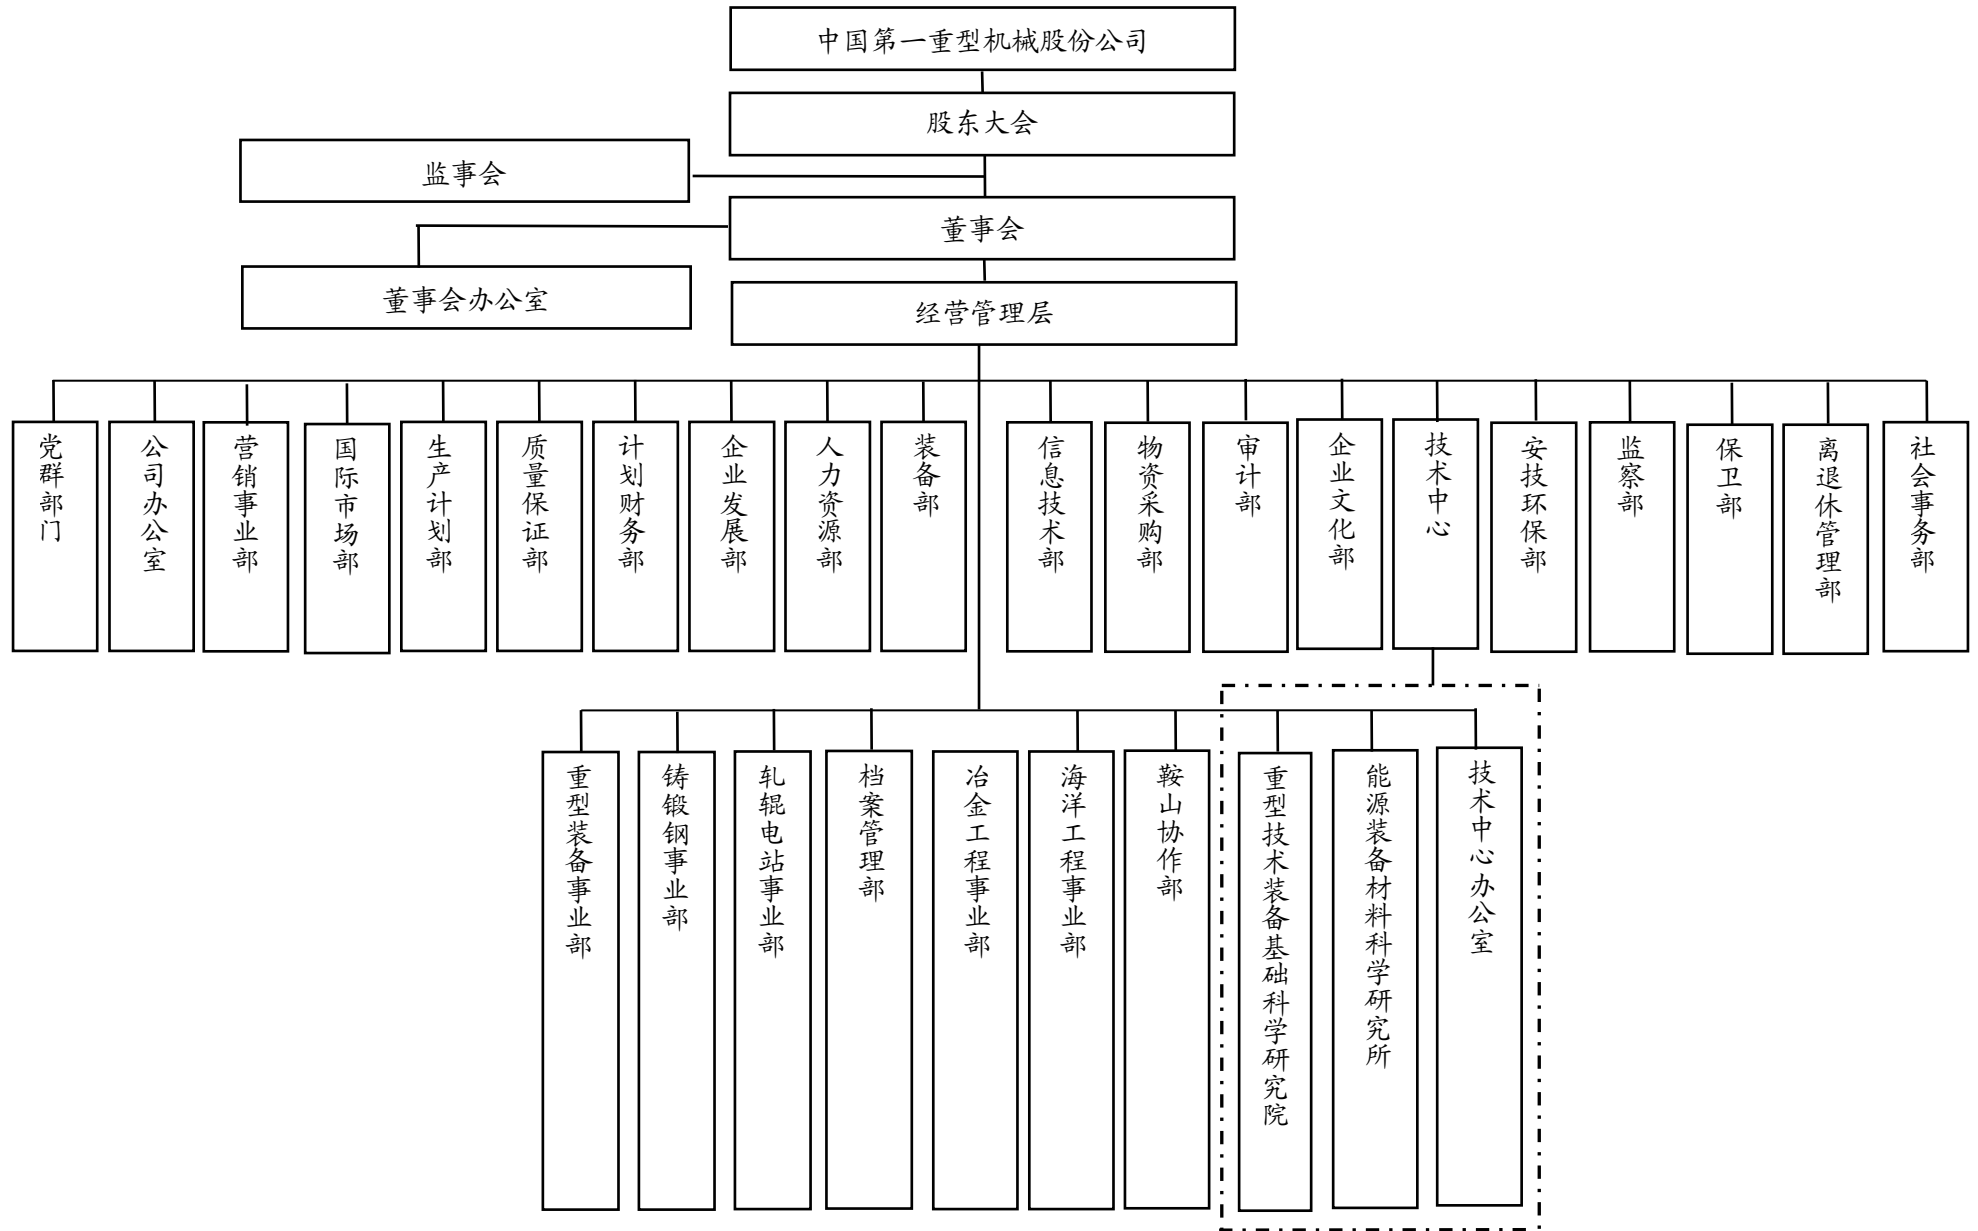 中国第一重型机械股份公司
股东大会
监事会
董事会
董事会办公室
经营管理层
党群部门
公司办公室
营销事业部
国际市场部
生产计划部
质量保证部
计划财务部
企业发展部
人力资源部
装备部
信息技术部
物资采购部
审计部
企业文化部
技术中心
安技环保部
监察部
保卫部
离退休管理部
社会事务部
重型装备事业部
铸锻钢事业部
轧辊电站事业部
档案管理部
冶金工程事业部
海洋工程事业部
鞍山协作部
重型技术装备基础科学研究院
能源装备材料科学研究所
技术中心办公室